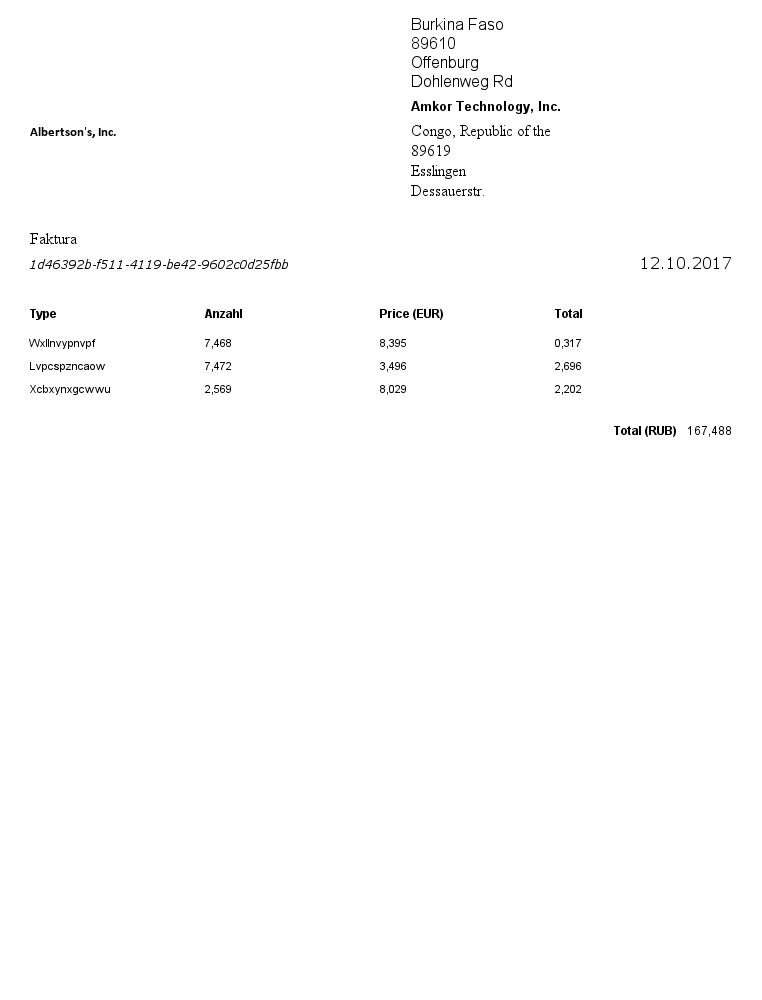 Burkina Faso
89610
Offenburg
Dohlenweg Rd
Amkor Technology, Inc.
Albertson's, Inc.
Congo, Republic of the
89619
Esslingen
Dessauerstr.
Faktura
1d46392b-f511-4119-be42-9602c0d25fbb 12.10.2017
Type Anzahl Price (EUR) Total
Wxllnvypnvpf 7,468 8,395 0,317
Lvpcspzncaow 7,472 3,496 2,696
Xcbxynxgcwwu 2,569 8,029 2,202
Total (RUB) 167,488